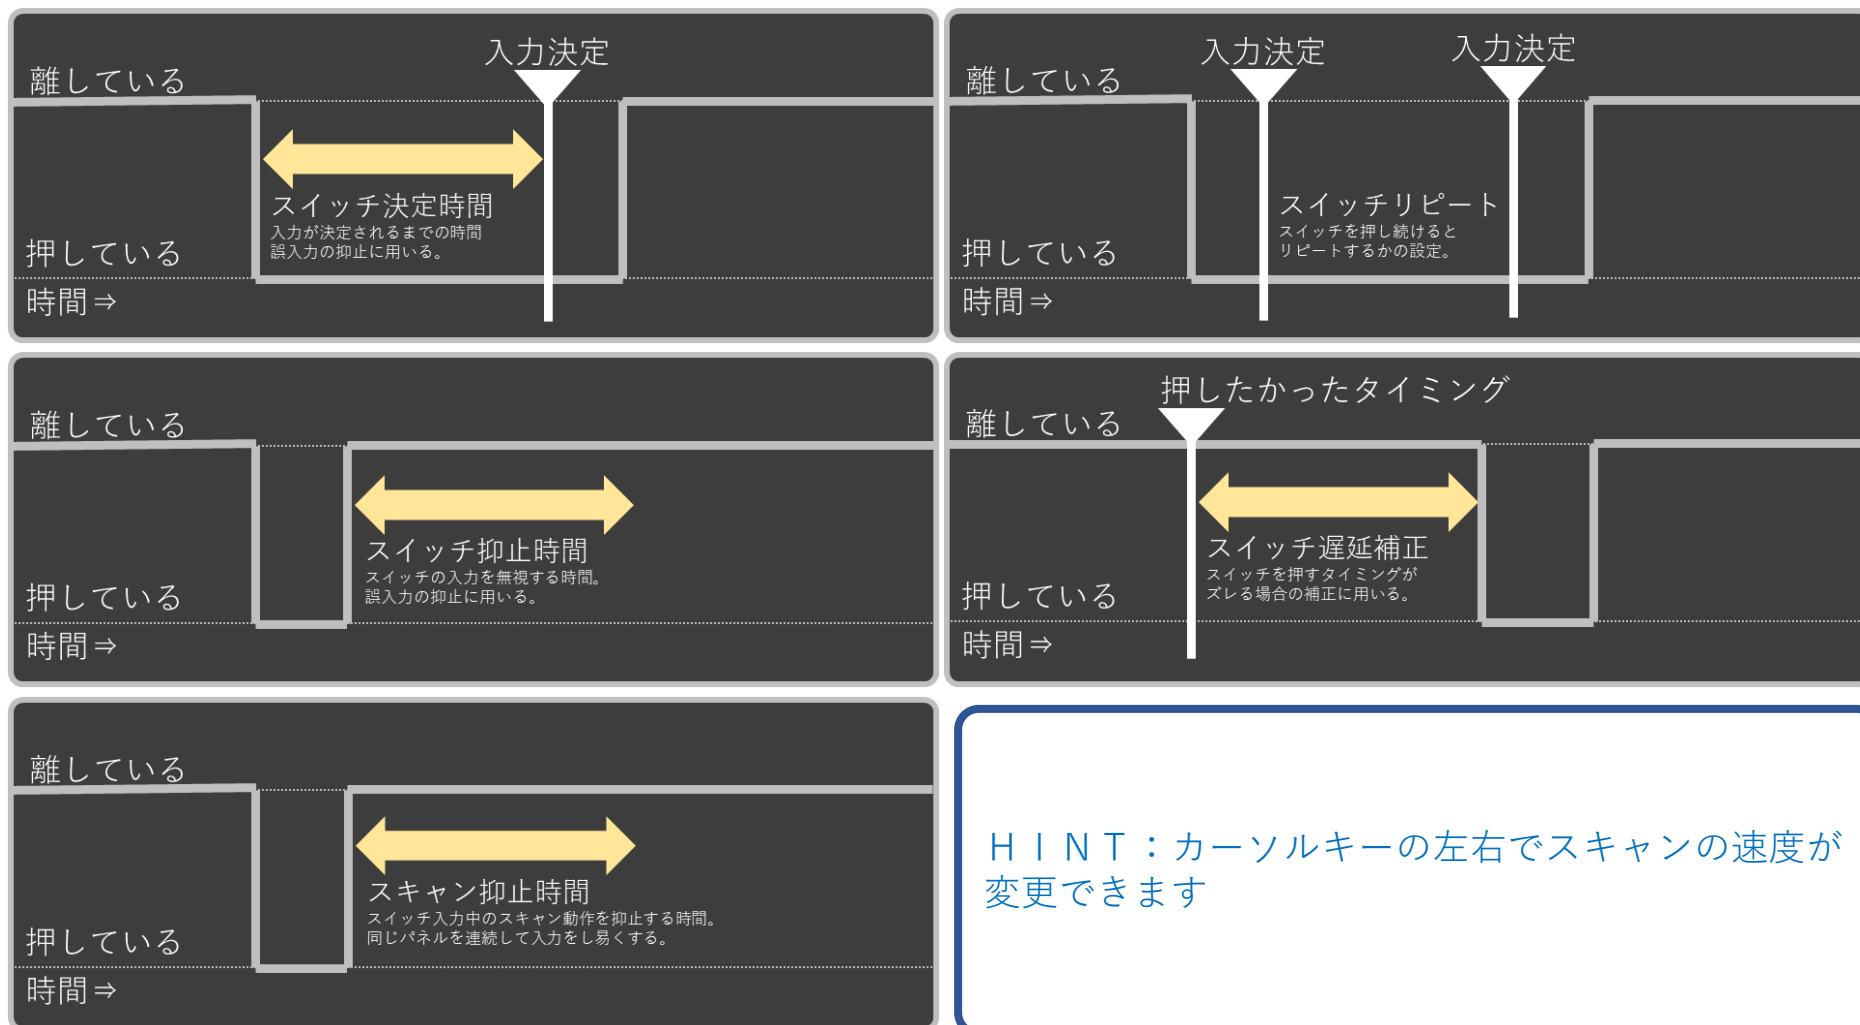 入力決定
離している
スイッチ決定時間
入力が決定されるまでの時間
誤入力の抑止に用いる。
押している
時間⇒
入力決定
入力決定
離している
スイッチリピート
スイッチを押し続けると
リピートするかの設定。
押している
時間⇒
離している
スイッチ抑止時間
スイッチの入力を無視する時間。
誤入力の抑止に用いる。
押している
時間⇒
押したかったタイミング
離している
スイッチ遅延補正
スイッチを押すタイミングが
ズレる場合の補正に用いる。
押している
時間⇒
離している
スキャン抑止時間
スイッチ入力中のスキャン動作を抑止する時間。
同じパネルを連続して入力をし易くする。
押している
時間⇒
ＨＩＮＴ：カーソルキーの左右でスキャンの速度が
変更できます